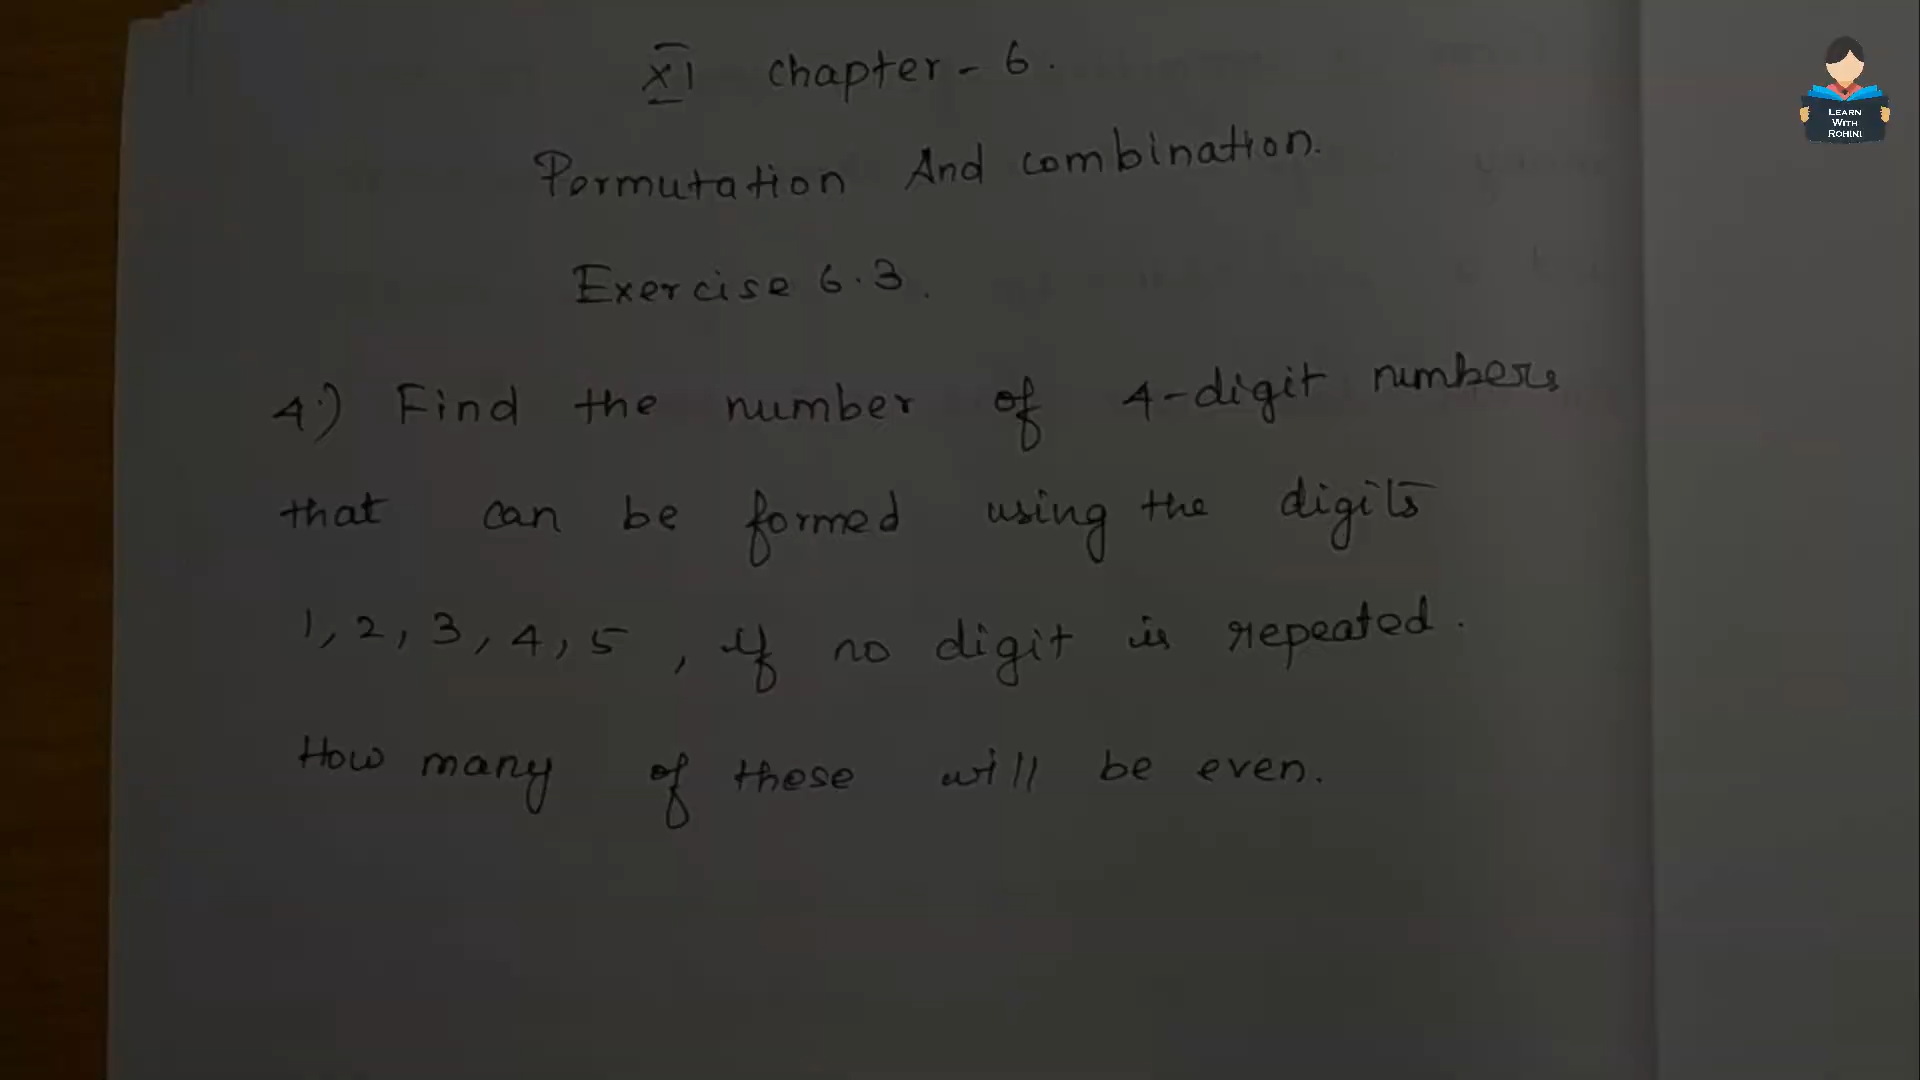 XI chapter - 6.
Permutation And combination.
Exercise 6.3.
4.) Find the number of 4-digit numbers
that can be formed using the digits
1, 2, 3, 4, 5, if no digit is repeated.
How many of these will be even.
LEARN
WITH
ROHINI